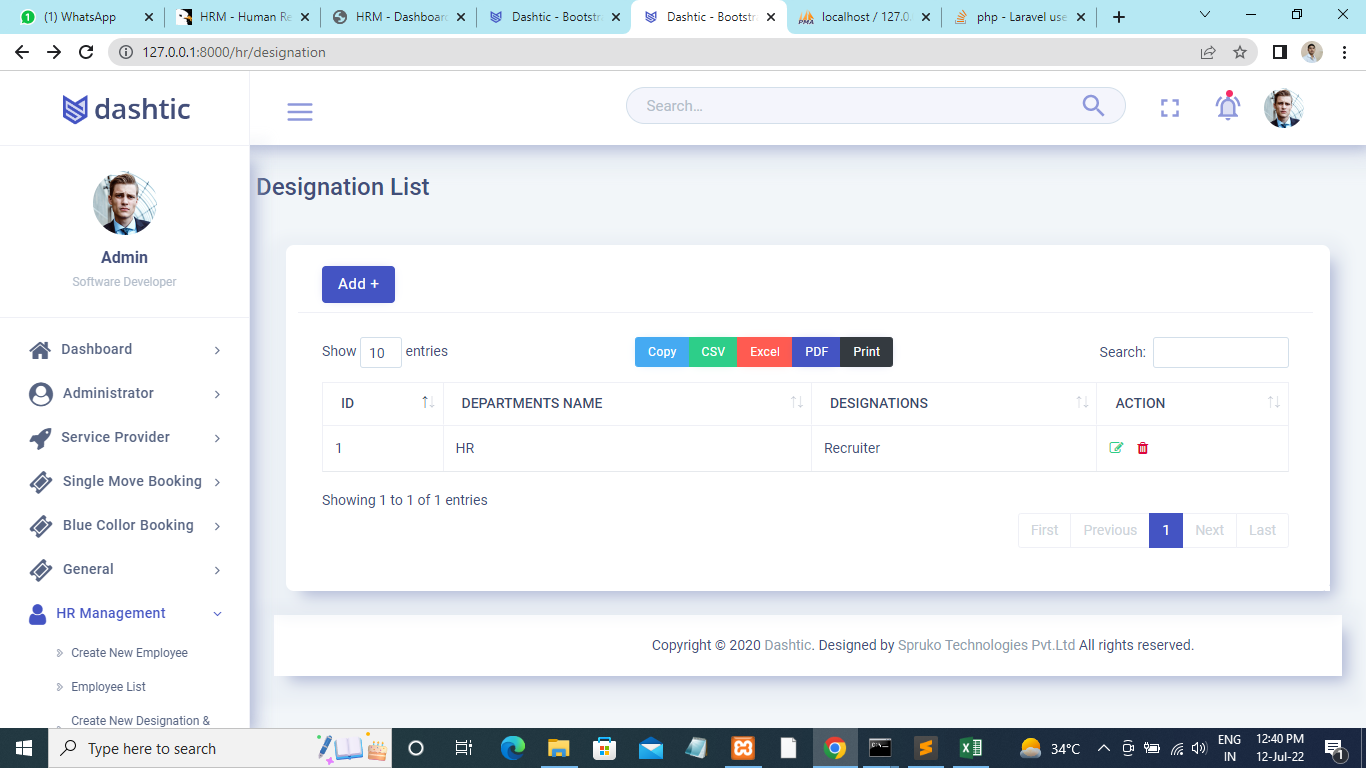 (1) WhatsApp
HRM - Human Re
HRM - Dashboar
Dashtic - Bootstr
Dashtic - Bootstr
localhost / 127.0.
php - Laravel use
127.0.0.1:8000/hr/designation
dashtic
Search...
Designation List
Admin
Software Developer
Add +
Dashboard
Administrator
Service Provider
Single Move Booking
Blue Collor Booking
General
HR Management
Create New Employee
Employee List
Create New Designation &
Show 10 entries
Copy CSV Excel PDF Print
Search:
ID DEPARTMENTS NAME DESIGNATIONS ACTION
1 HR Recruiter
Showing 1 to 1 of 1 entries
First Previous 1 Next Last
Copyright © 2020 Dashtic. Designed by Spruko Technologies Pvt.Ltd All rights reserved.
Type here to search
34°C
ENG
IN
12:40 PM
12-Jul-22
1